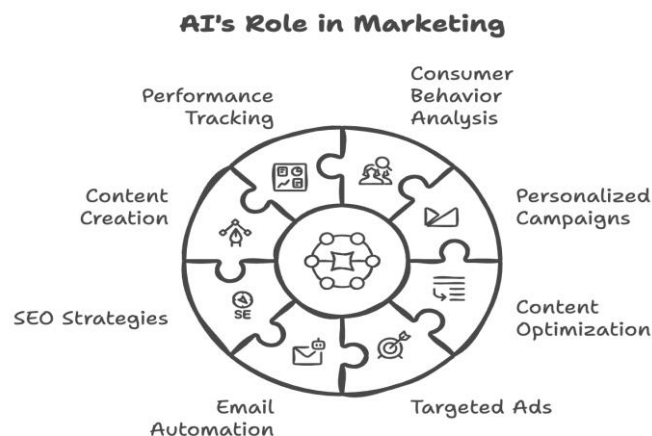 AI's Role in Marketing
Consumer
Behavior
Analysis
Performance
Tracking
Content
Creation
Personalized
Campaigns
SEO Strategies
SE
Content
Optimization
Email
Automation
Targeted Ads